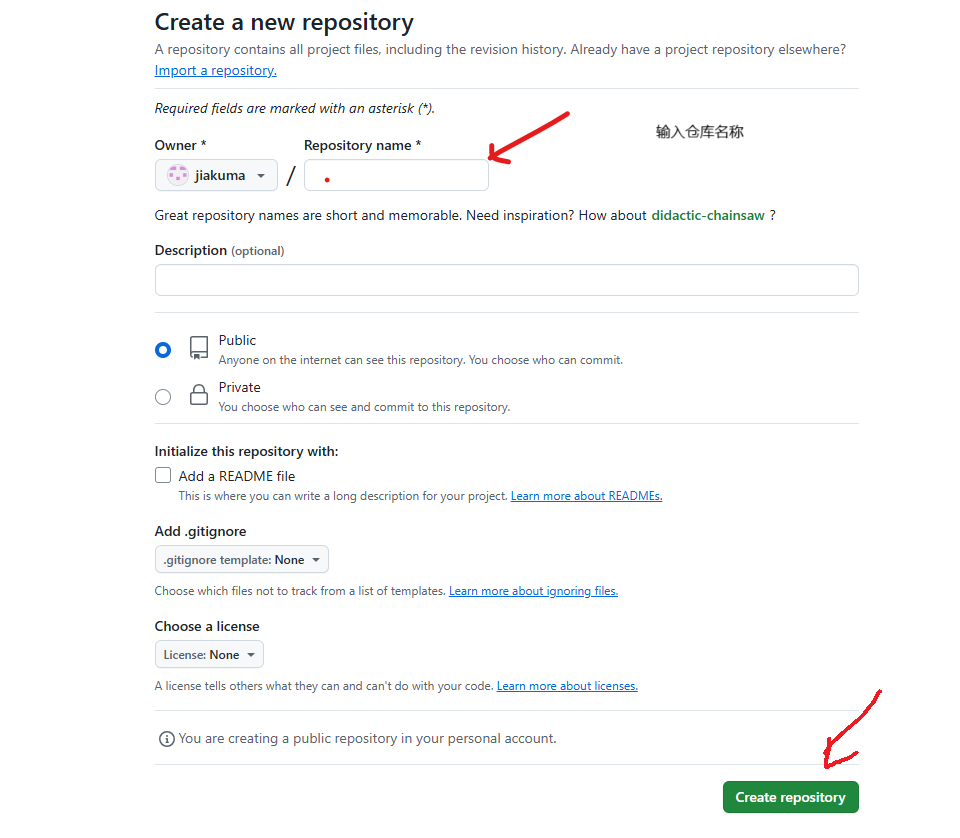 Create a new repository
A repository contains all project files, including the revision history. Already have a project repository elsewhere?
Import a repository.
Required fields are marked with an asterisk (*).
输入仓库名称
Owner *
Repository name *
jiakuma
/
Great repository names are short and memorable. Need inspiration? How about didactic-chainsaw ?
Description (optional)
Public
Anyone on the internet can see this repository. You choose who can commit.
Private
You choose who can see and commit to this repository.
Initialize this repository with:
Add a README file
This is where you can write a long description for your project. Learn more about READMEs.
Add .gitignore
.gitignore template: None
Choose which files not to track from a list of templates. Learn more about ignoring files.
Choose a license
License: None
A license tells others what they can and can't do with your code. Learn more about licenses.
You are creating a public repository in your personal account.
Create repository